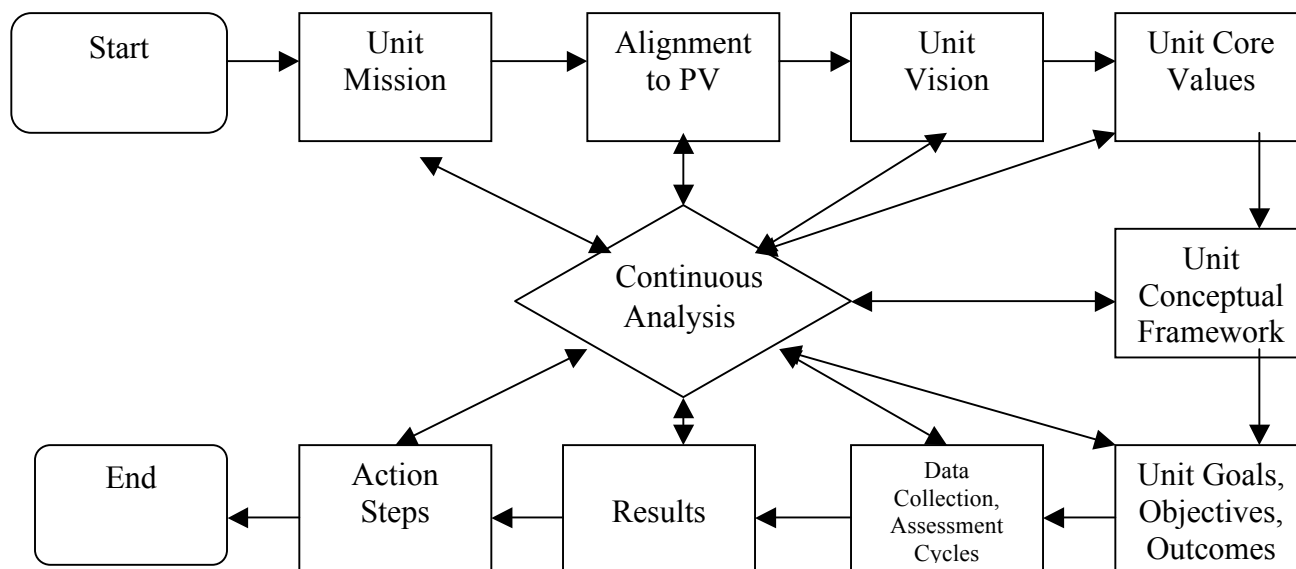 Start
Unit
Mission
Alignment
to PV
Unit
Vision
Unit Core
Values
Continuous
Analysis
Unit
Conceptual
Framework
End
Action
Steps
Results
Data
Collection,
Assessment
Cycles
Unit Goals,
Objectives,
Outcomes